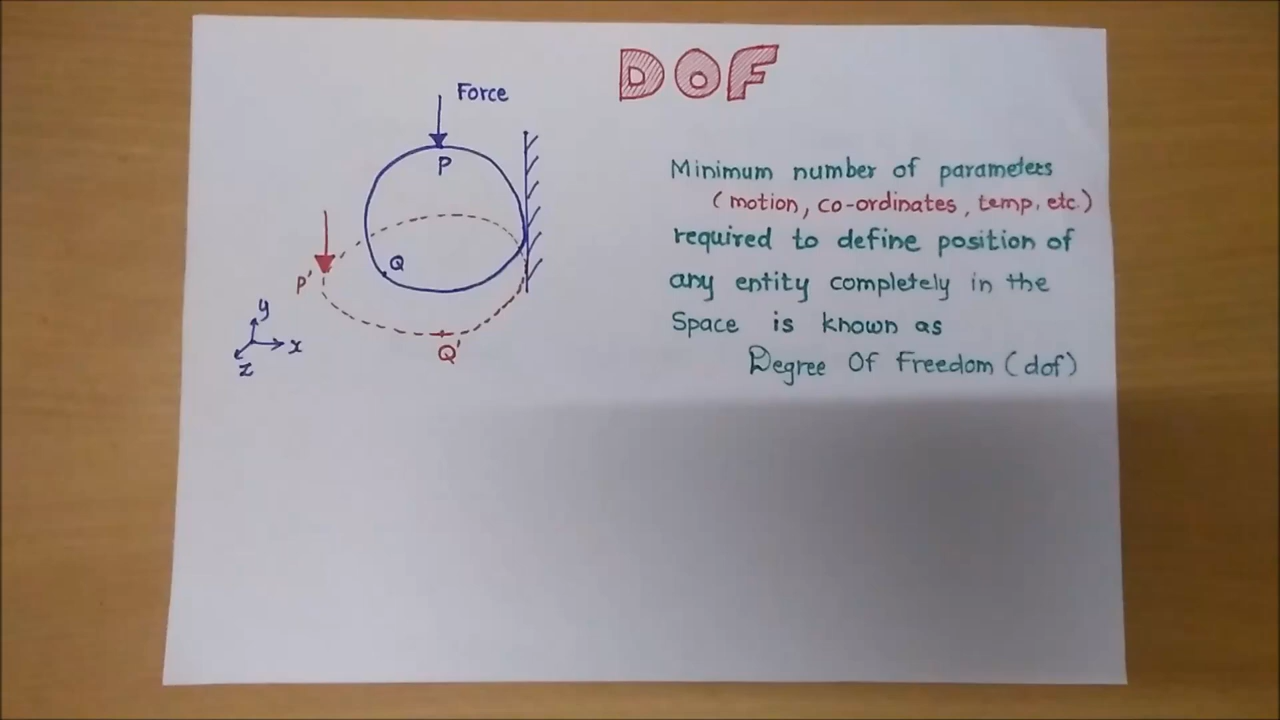 DOF
Force
P
Q
P'
Q'
y
x
z
Minimum number of parameters
(motion, co-ordinates, temp. etc.)
required to define position of
any entity completely in the
Space is known as
Degree Of Freedom (dof)